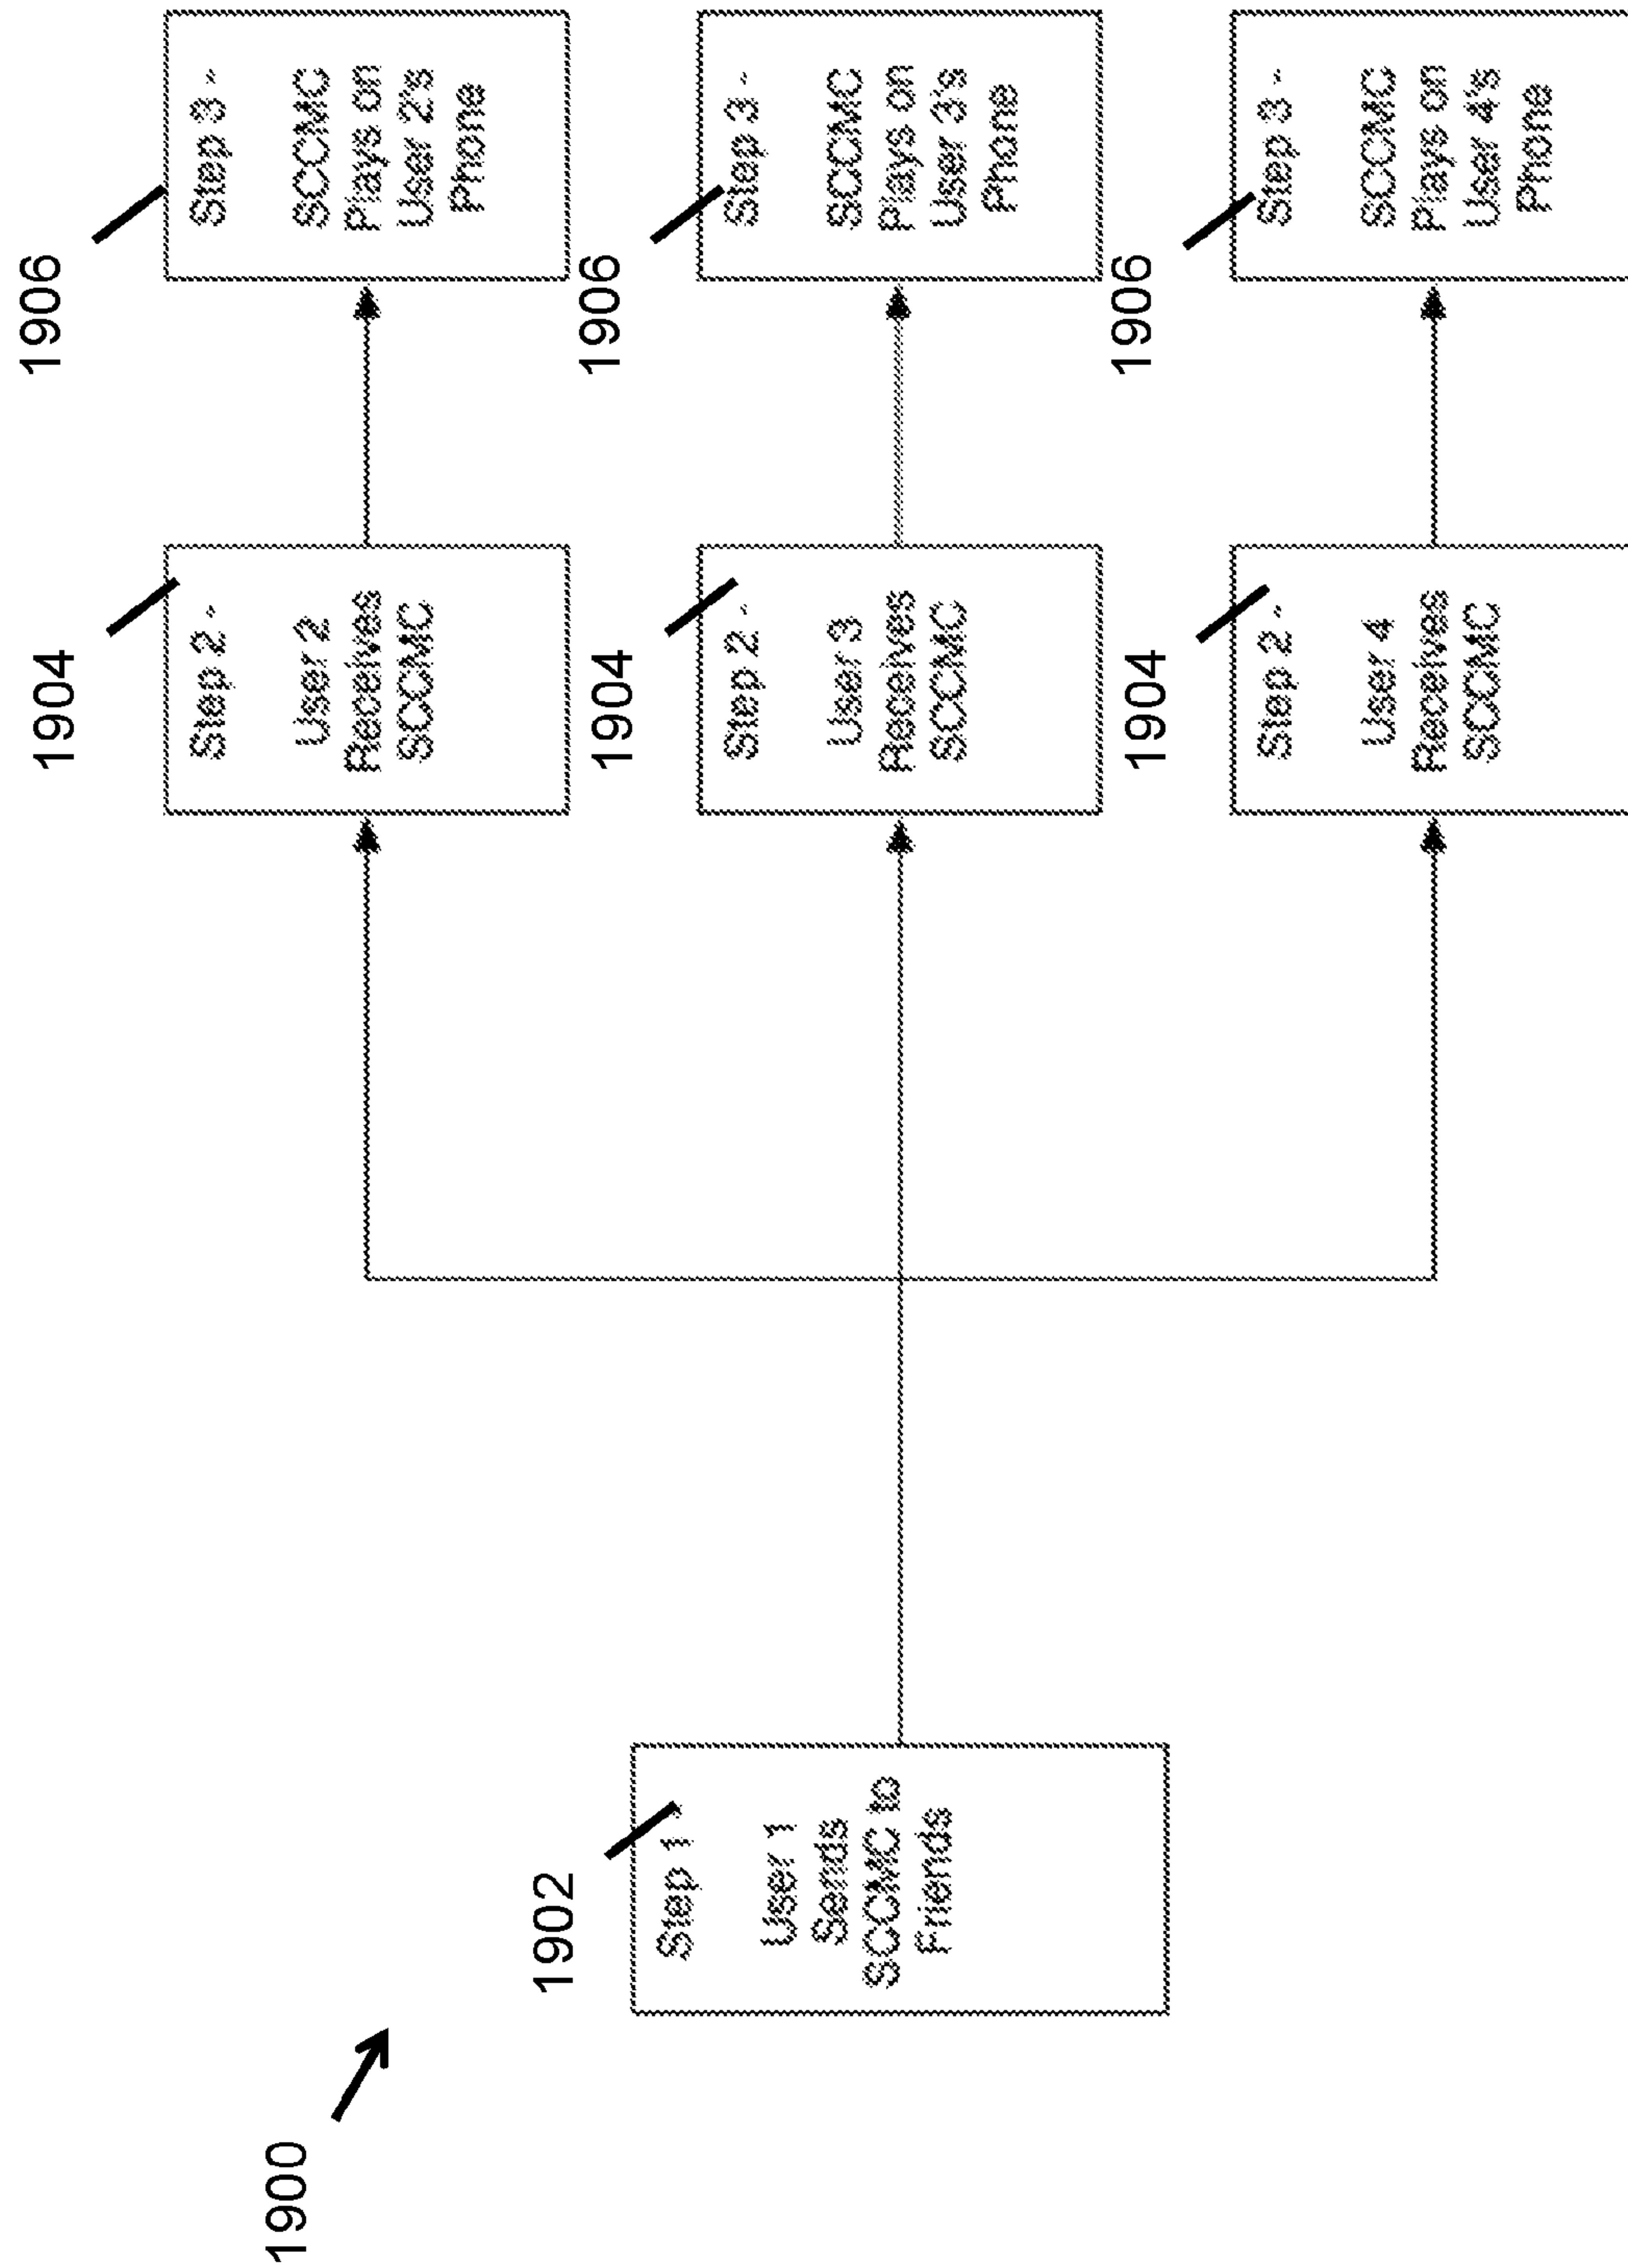 1900
1902
Step 1
User 1
Sends
SCCMC to
Friends
1904
Step 2 -
User 2
Receives
SCCMC
1906
Step 3 -
SCCMC
Plays on
User 2's
Phone
1904
Step 2 -
User 3
Receives
SCCMC
1906
Step 3 -
SCCMC
Plays on
User 3's
Phone
1904
Step 2 -
User 4
Receives
SCCMC
1906
Step 3 -
SCCMC
Plays on
User 4's
Phone